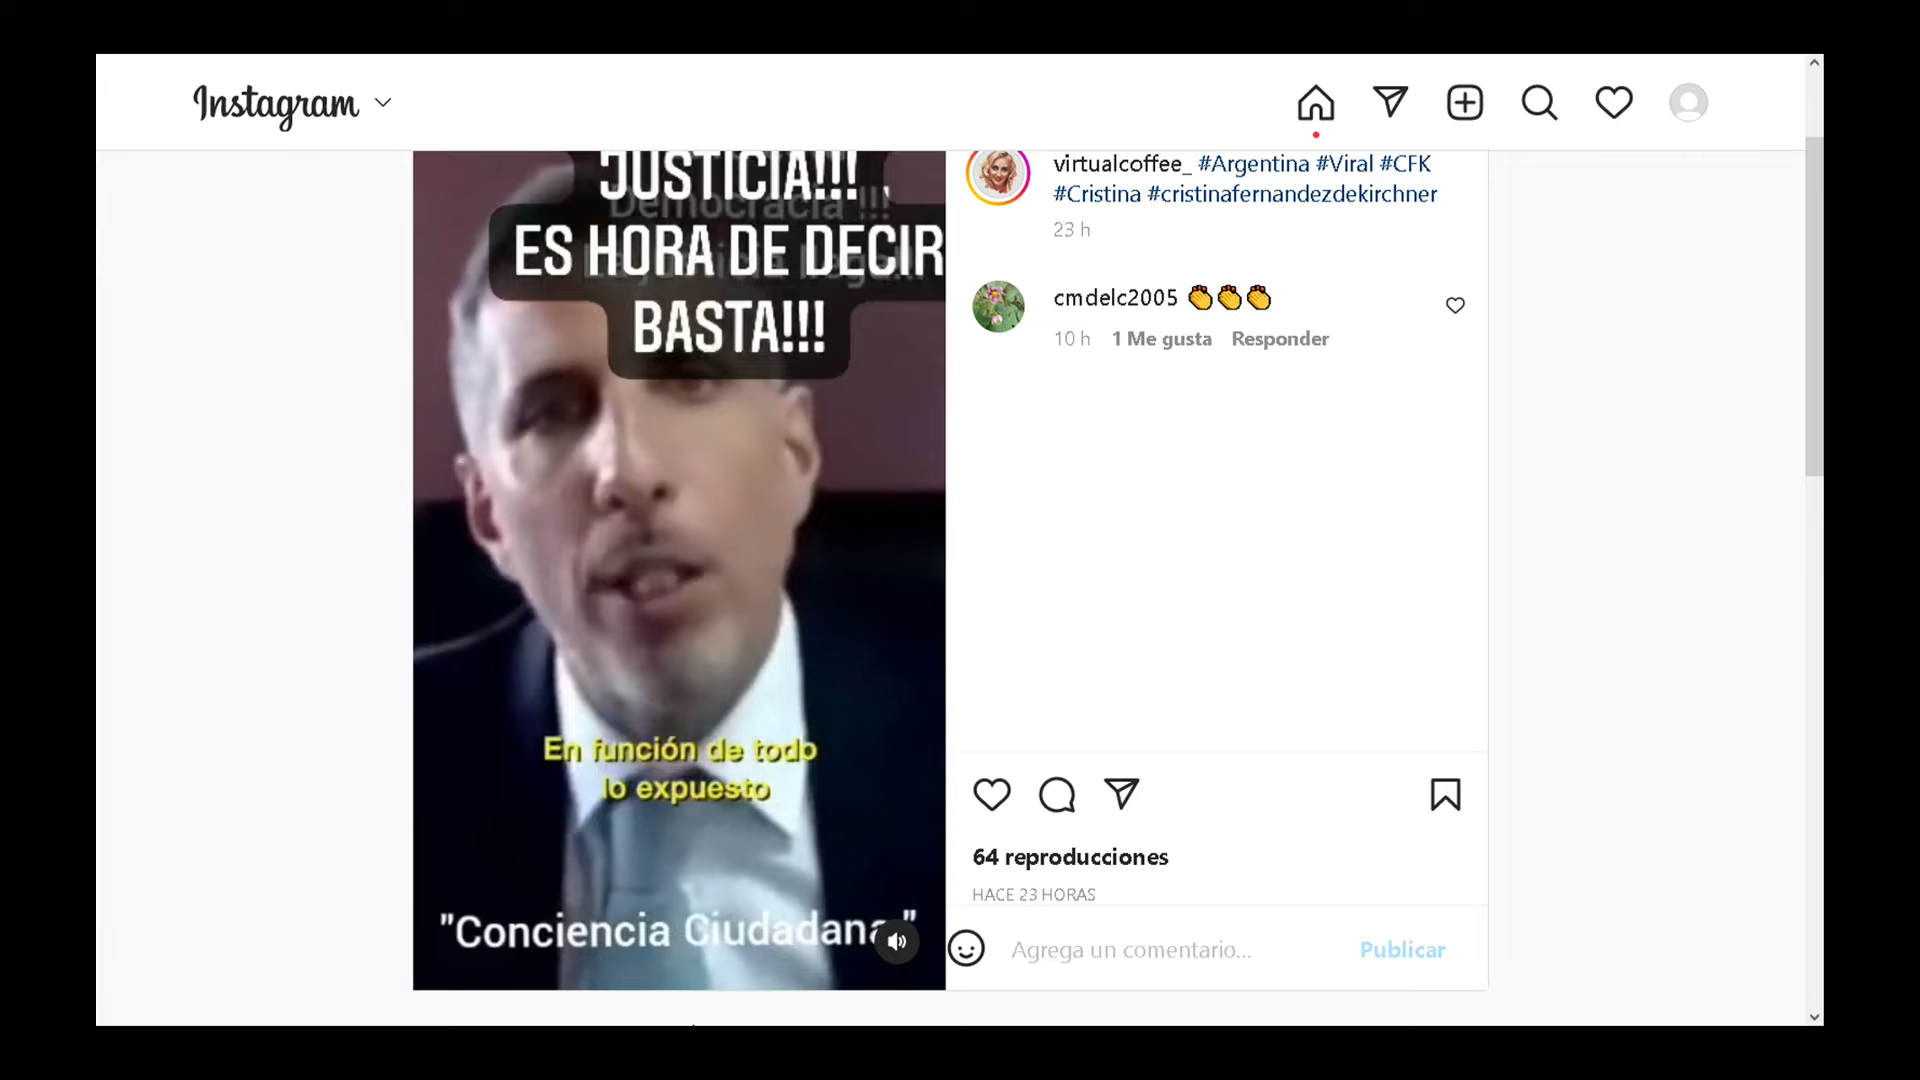 Instagram
JUSTICIA!!!
Democracia !!!
ES HORA DE DECIR
BASTA!!!
En función de todo
lo expuesto
"Conciencia Ciudadana "
virtualcoffee_ #Argentina #Viral #CFK
#Cristina #cristinafernandezdekirchner
23 h
cmdelc2005 👏👏👏
10 h 1 Me gusta Responder
64 reproducciones
HACE 23 HORAS
Agrega un comentario... Publicar